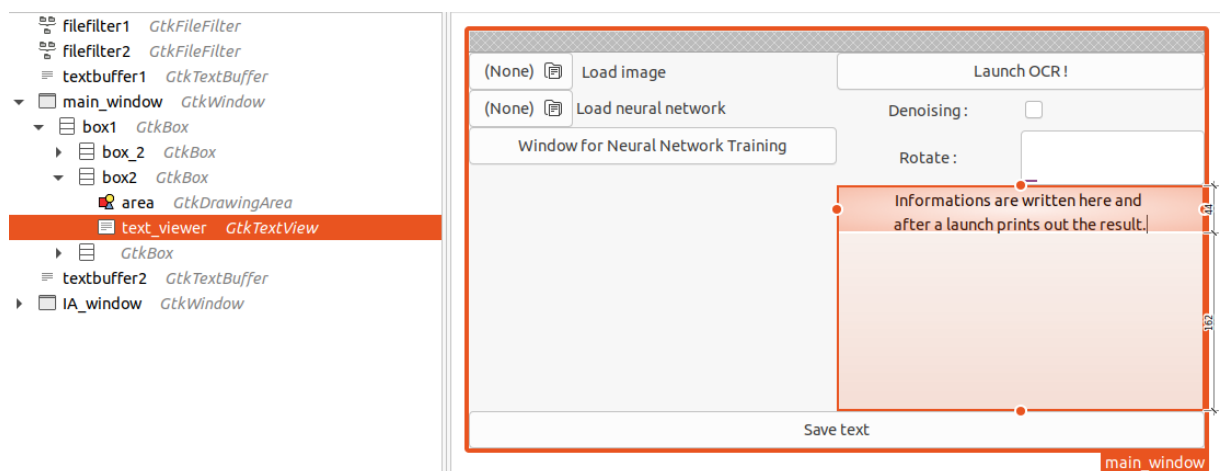 filefilter1 GtkFileFilter
filefilter2 GtkFileFilter
textbuffer1 GtkTextBuffer
main_window GtkWindow
box1 GtkBox
box_2 GtkBox
box2 GtkBox
area GtkDrawingArea
text_viewer GtkTextView
GtkBox
textbuffer2 GtkTextBuffer
IA_window GtkWindow
(None) Load image
Launch OCR !
(None) Load neural network
Denoising :
Window for Neural Network Training
Rotate :
Informations are written here and
after a launch prints out the result.
44
162
Save text
main_window